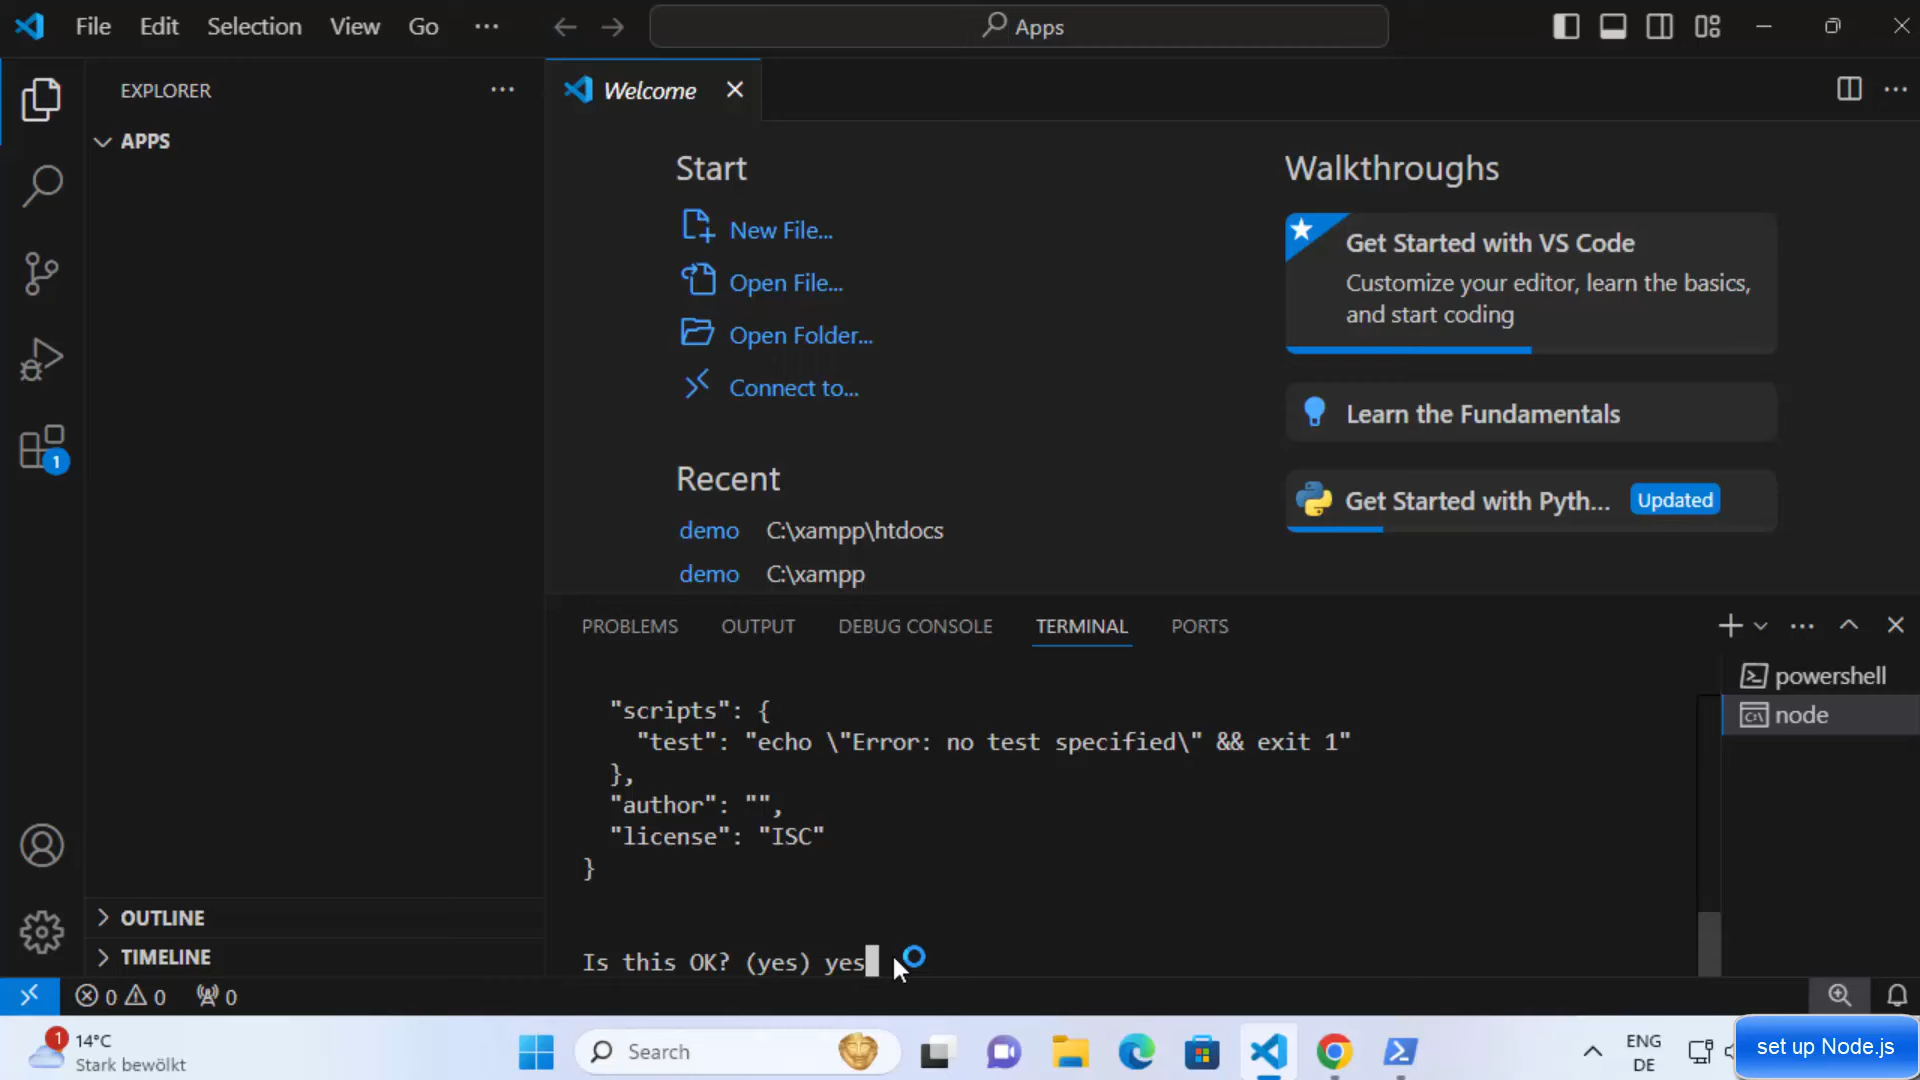 File Edit Selection View Go ···
Apps
EXPLORER ···
APPS
Welcome
Start
New File...
Open File...
Open Folder...
Connect to...
Recent
demo C:\xampp\htdocs
demo C:\xampp
Walkthroughs
Get Started with VS Code
Customize your editor, learn the basics,
and start coding
Learn the Fundamentals
Get Started with Pyth... Updated
1
PROBLEMS OUTPUT DEBUG CONSOLE TERMINAL PORTS
"scripts": {
"test": "echo \"Error: no test specified\" && exit 1"
},
"author": "",
"license": "ISC"
}
Is this OK? (yes) yes
powershell
node
OUTLINE
TIMELINE
0 0 0
1
14°C
Stark bewölkt
Search
ENG
DE
set up Node.js